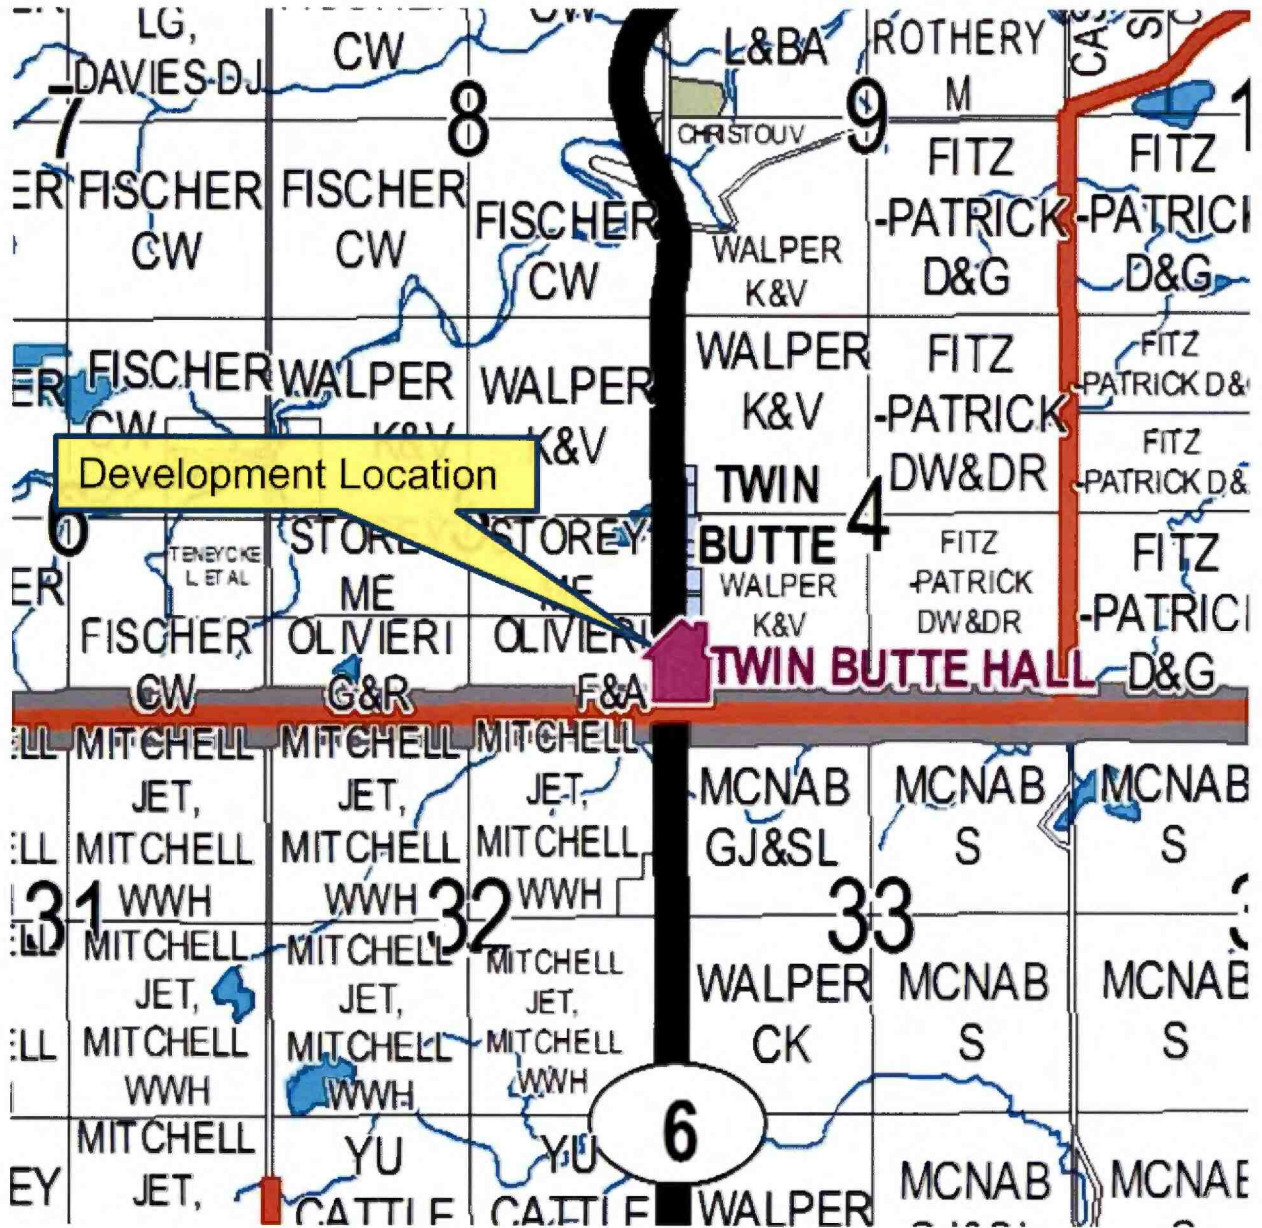 LG,
DAVIES DJ
CW
L&BA
ROTHERY
M
7
8
CHRISTOU V
9
FITZ
-PATRICK
D&G
FITZ
D&G
FISCHER
CW
FISCHER
CW
FISCHER
CW
WALPER
K&V
FISCHER
CW
WALPER
K&V
WALPER
K&V
WALPER
K&V
FITZ
-PATRICK
DW&DR
FITZ
-PATRICK D&
FITZ
-PATRICK D&
Development Location
TWIN
BUTTE
6
4
TENEYCKE
L ET AL
STOREY
ME
STOREY
ME
WALPER
K&V
FITZ
-PATRICK
DW&DR
FITZ
D&G
FISCHER
CW
OLIVIERI
G&R
OLIVIERI
F&A
TWIN BUTTE HALL
MITCHELL
JET,
MITCHELL
WWH
MITCHELL
JET,
MITCHELL
WWH
MITCHELL
JET,
MITCHELL
WWH
MCNAB
GJ&SL
MCNAB
S
MCNAB
S
31
32
33
MITCHELL
JET,
MITCHELL
WWH
MITCHELL
JET,
MITCHELL
WWH
MITCHELL
JET,
MITCHELL
WWH
WALPER
CK
MCNAB
S
MCNAB
S
6
MITCHELL
JET,
YU
CATTLE
YU
CATTLE
WALPER
MCNAB
MCNAB